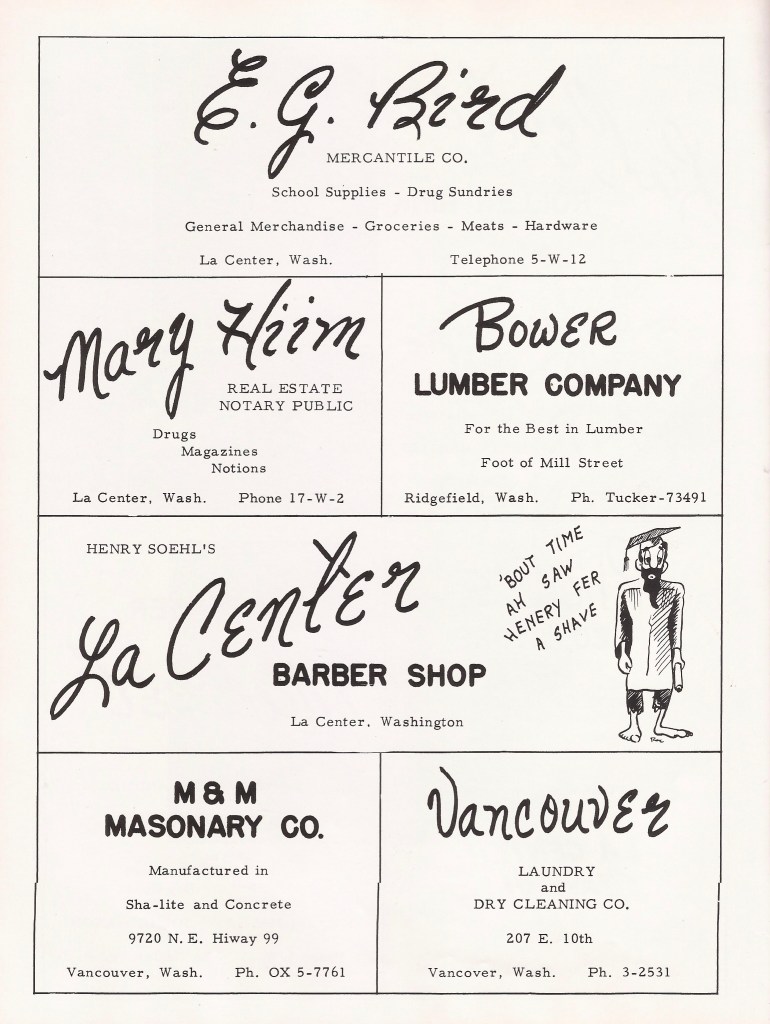 E. G. Bird
MERCANTILE CO.
School Supplies - Drug Sundries
General Merchandise - Groceries - Meats - Hardware
La Center, Wash. Telephone 5-W-12
Mary Hiim
REAL ESTATE
NOTARY PUBLIC
Drugs
Magazines
Notions
La Center, Wash. Phone 17-W-2
BOWER
LUMBER COMPANY
For the Best in Lumber
Foot of Mill Street
Ridgefield, Wash. Ph. Tucker-73491
HENRY SOEHL'S
La Center
BARBER SHOP
La Center, Washington
'BOUT TIME
AH SAW
HENERY FER
A SHAVE
M & M
MASONARY CO.
Manufactured in
Sha-lite and Concrete
9720 N. E. Hiway 99
Vancouver, Wash. Ph. OX 5-7761
Vancouver
LAUNDRY
and
DRY CLEANING CO.
207 E. 10th
Vancover, Wash. Ph. 3-2531